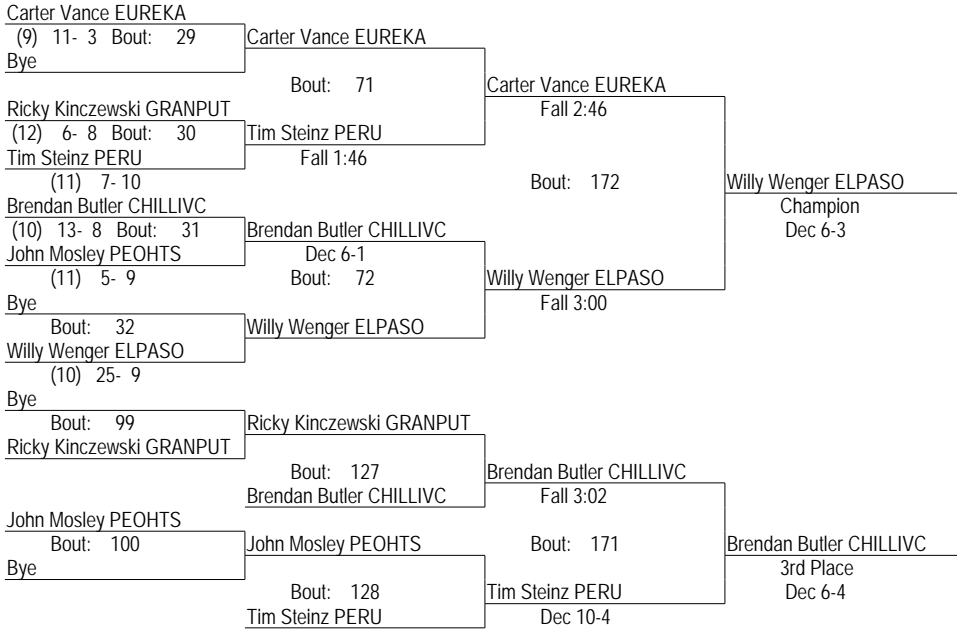 Carter Vance EUREKA
(9) 11- 3 Bout: 29
Bye
Carter Vance EUREKA
Bout: 71
Ricky Kinczewski GRANPUT
(12) 6- 8 Bout: 30
Tim Steinz PERU
(11) 7- 10
Tim Steinz PERU
Fall 1:46
Carter Vance EUREKA
Fall 2:46
Bout: 172
Brendan Butler CHILLIVC
(10) 13- 8 Bout: 31
John Mosley PEOHTS
(11) 5- 9
Brendan Butler CHILLIVC
Dec 6-1
Bout: 72
Bye
Bout: 32
Willy Wenger ELPASO
(10) 25- 9
Willy Wenger ELPASO
Willy Wenger ELPASO
Fall 3:00
Willy Wenger ELPASO
Champion
Dec 6-3
Bye
Bout: 99
Ricky Kinczewski GRANPUT
Ricky Kinczewski GRANPUT
Bout: 127
Brendan Butler CHILLIVC
Brendan Butler CHILLIVC
Fall 3:02
Bout: 171
John Mosley PEOHTS
Bout: 100
Bye
John Mosley PEOHTS
Bout: 128
Tim Steinz PERU
Tim Steinz PERU
Dec 10-4
Brendan Butler CHILLIVC
3rd Place
Dec 6-4